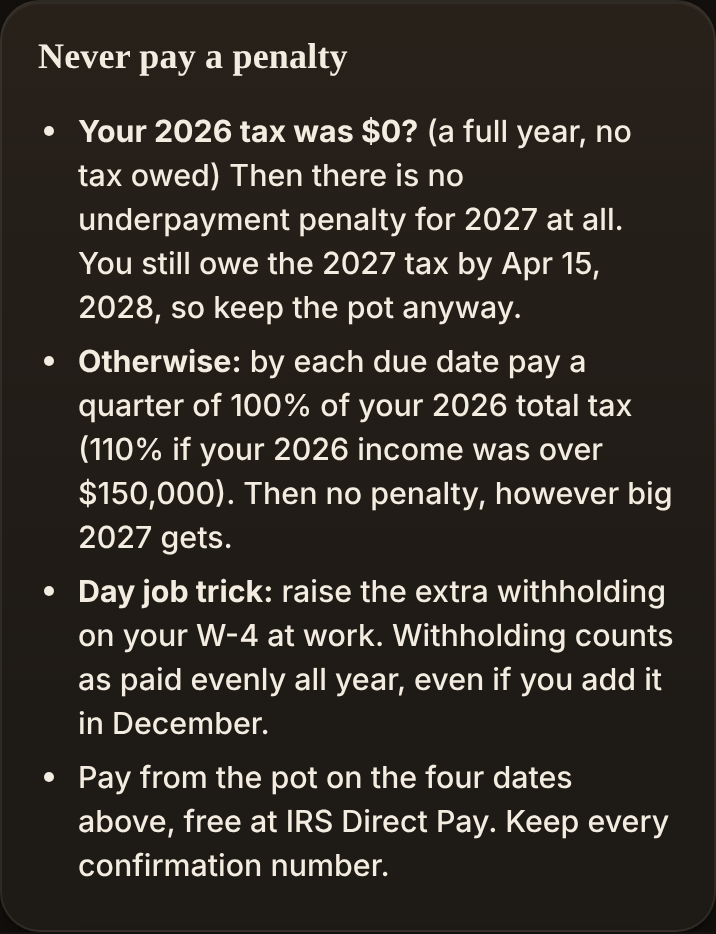 Never pay a penalty
• Your 2026 tax was $0? (a full year, no
tax owed) Then there is no
underpayment penalty for 2027 at all.
You still owe the 2027 tax by Apr 15,
2028, so keep the pot anyway.
• Otherwise: by each due date pay a
quarter of 100% of your 2026 total tax
(110% if your 2026 income was over
$150,000). Then no penalty, however big
2027 gets.
• Day job trick: raise the extra withholding
on your W-4 at work. Withholding counts
as paid evenly all year, even if you add it
in December.
• Pay from the pot on the four dates
above, free at IRS Direct Pay. Keep every
confirmation number.